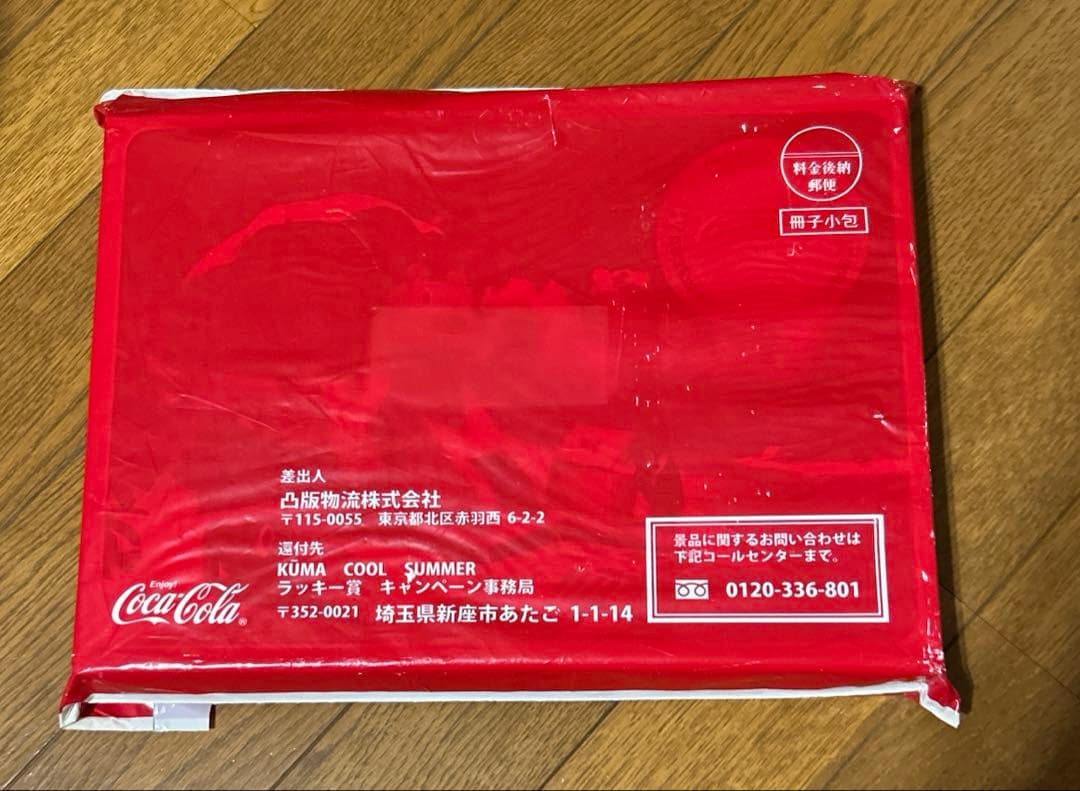 料金後納
郵便
冊子小包
差出人
凸版物流株式会社
〒115-0055 東京都北区赤羽西 6-2-2
還付先
KŪMA COOL SUMMER
ラッキー賞 キャンペーン事務局
〒352-0021 埼玉県新座市あたご 1-1-14
Enjoy!
Coca-Cola®
景品に関するお問い合わせは
下記コールセンターまで。
0120-336-801